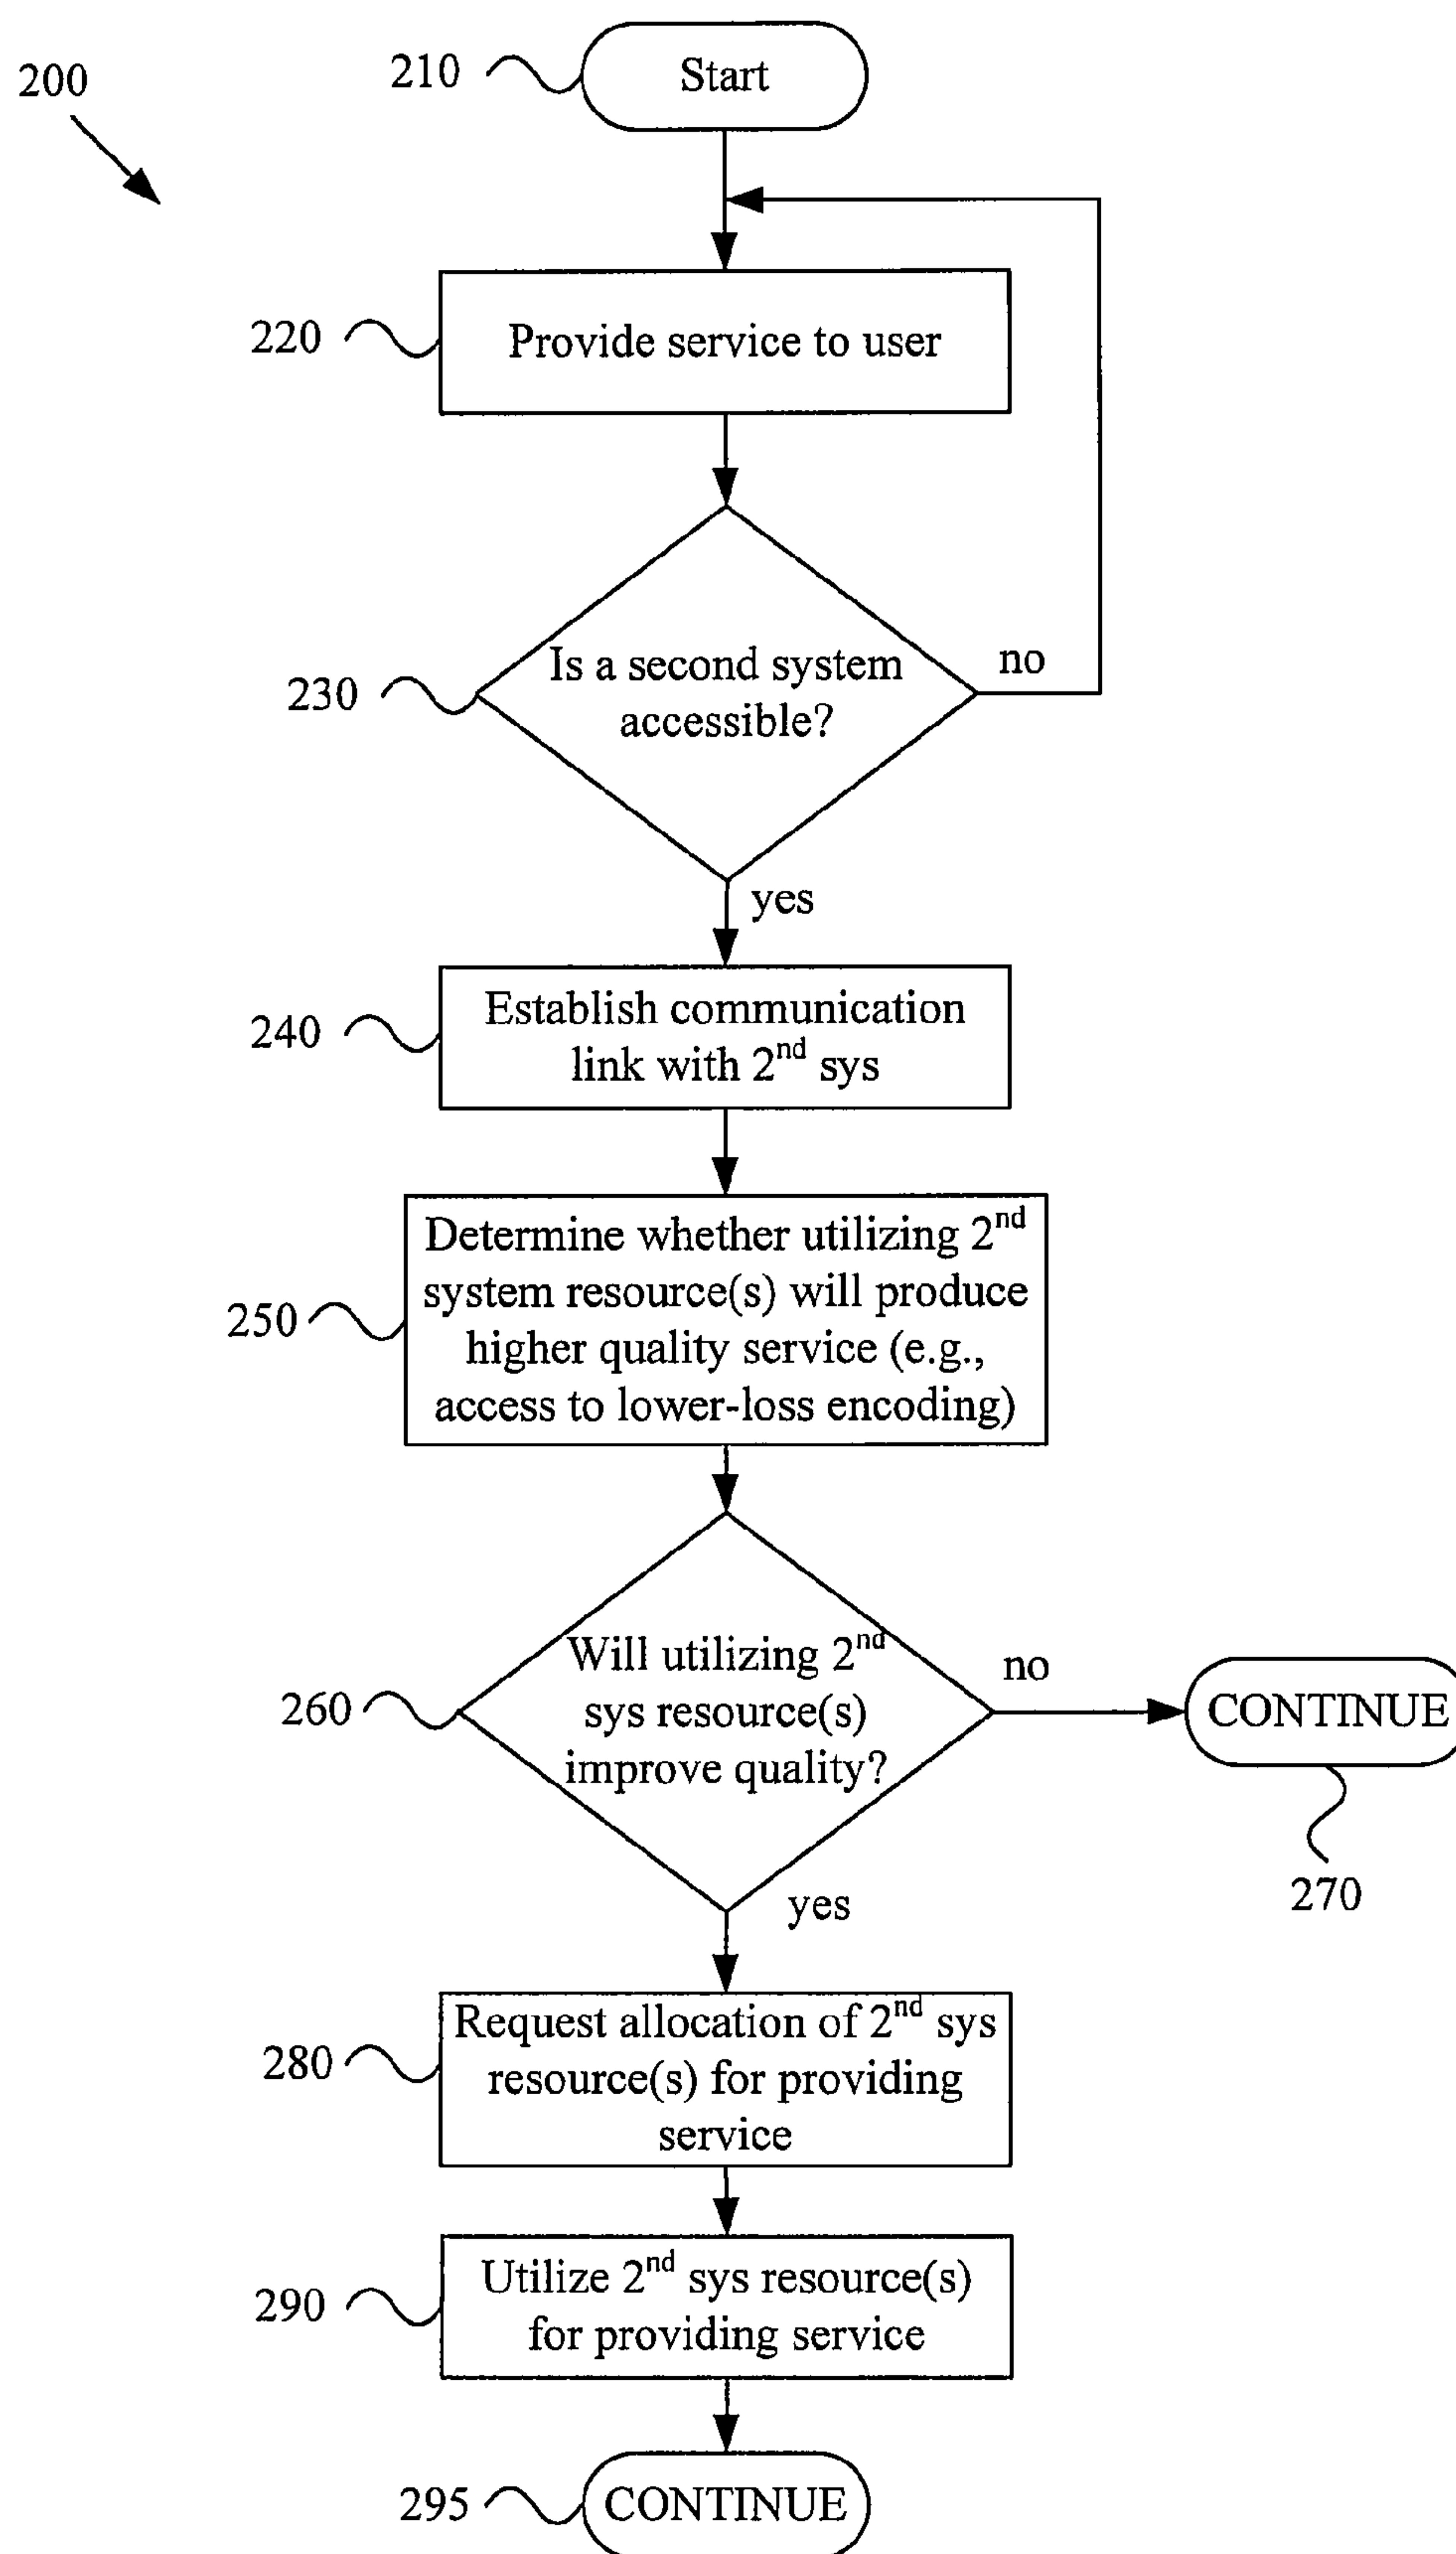 200
210
Start
220
Provide service to user
230
Is a second system
accessible?
no
yes
240
Establish communication
link with 2nd sys
250
Determine whether utilizing 2nd
system resource(s) will produce
higher quality service (e.g.,
access to lower-loss encoding)
260
Will utilizing 2nd
sys resource(s)
improve quality?
no
CONTINUE
270
yes
280
Request allocation of 2nd sys
resource(s) for providing
service
290
Utilize 2nd sys resource(s)
for providing service
295
CONTINUE